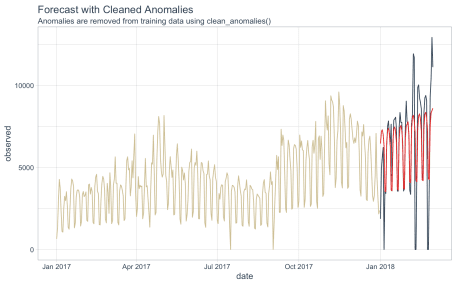 Forecast with Cleaned Anomalies
Anomalies are removed from training data using clean_anomalies()
10000
5000
0
observed
Jan 2017
Apr 2017
Jul 2017
Oct 2017
Jan 2018
date